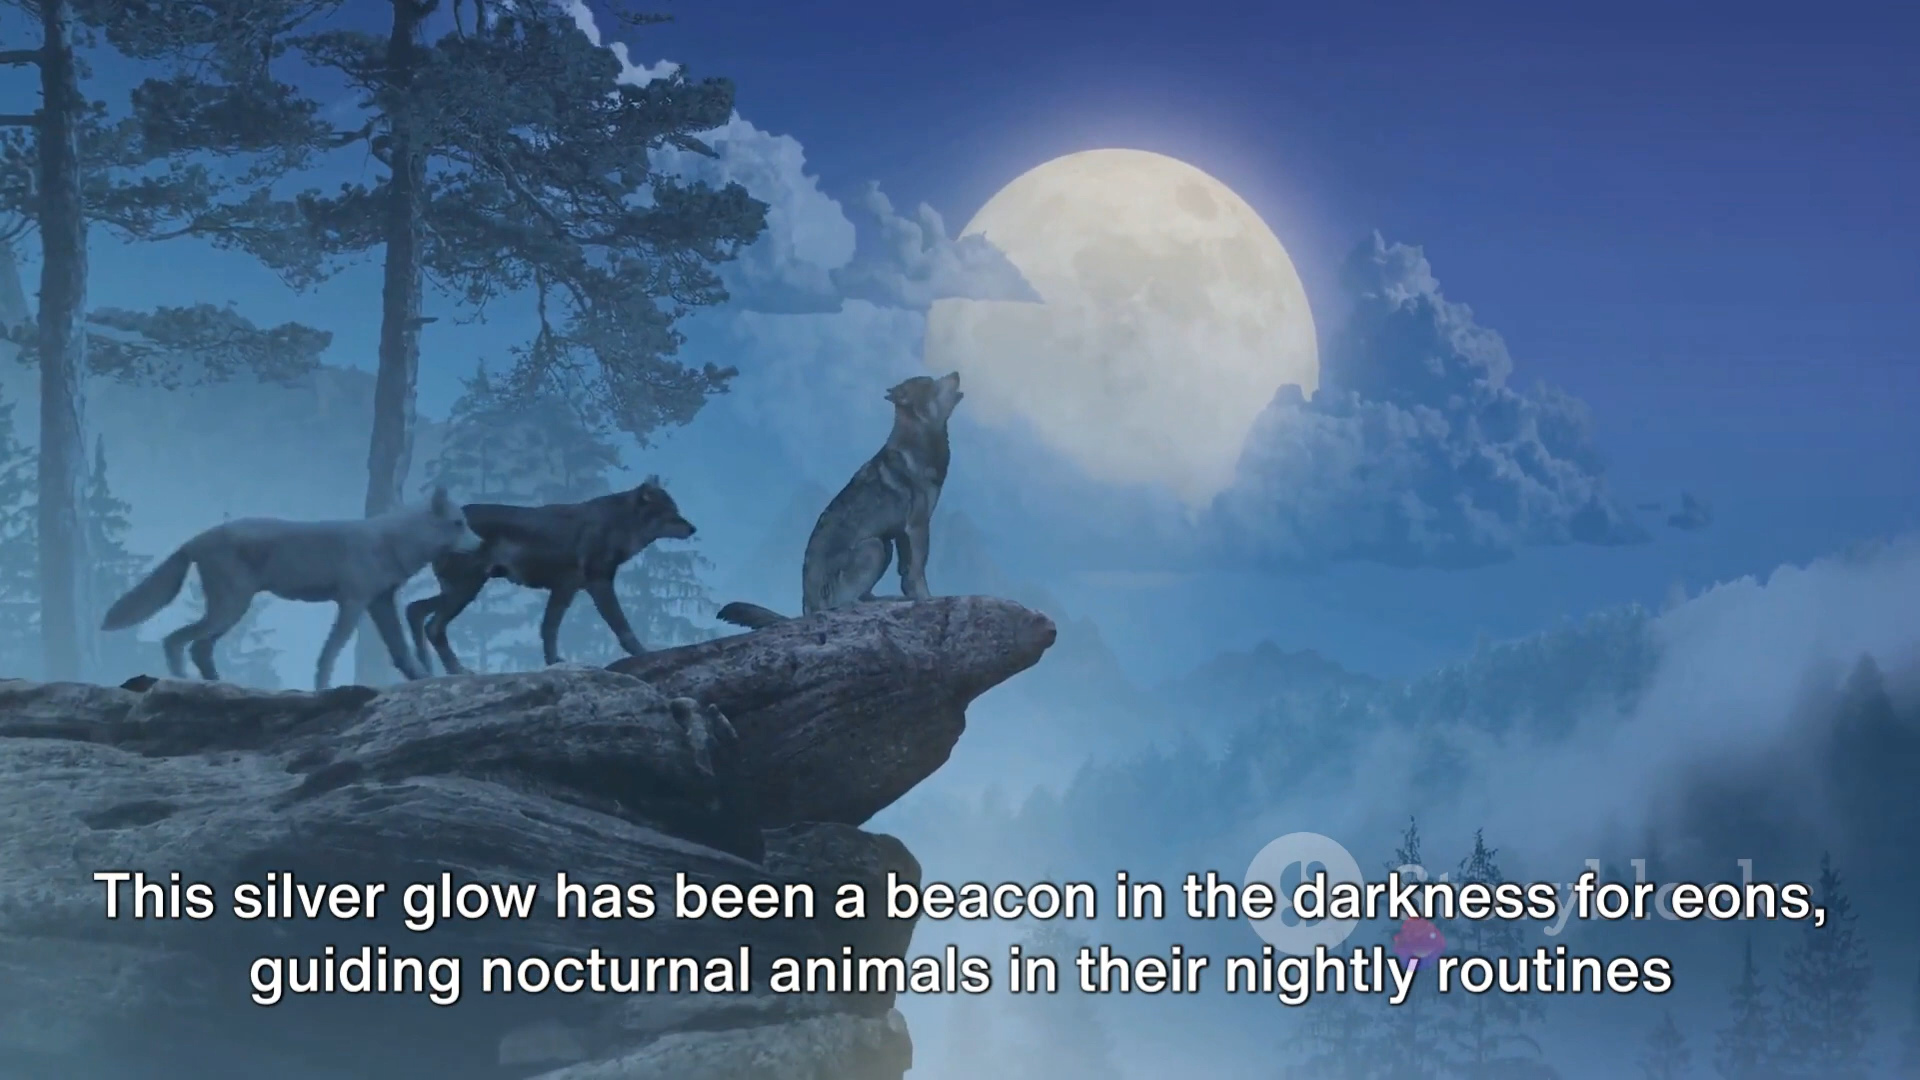 This silver glow has been a beacon in the darkness for eons,
guiding nocturnal animals in their nightly routines